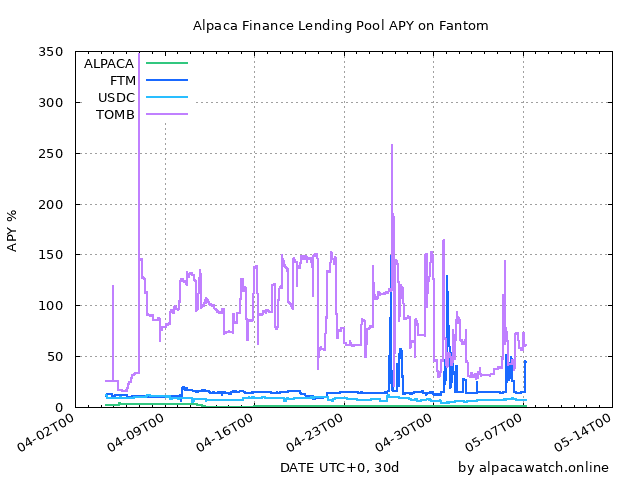 Alpaca Finance Lending Pool APY on Fantom
350
300
250
200
150
100
50
0
APY %
ALPACA
FTM
USDC
TOMB
04-02T00
04-09T00
04-16T00
04-23T00
04-30T00
05-07T00
05-14T00
DATE UTC+0, 30d
by alpacawatch.online